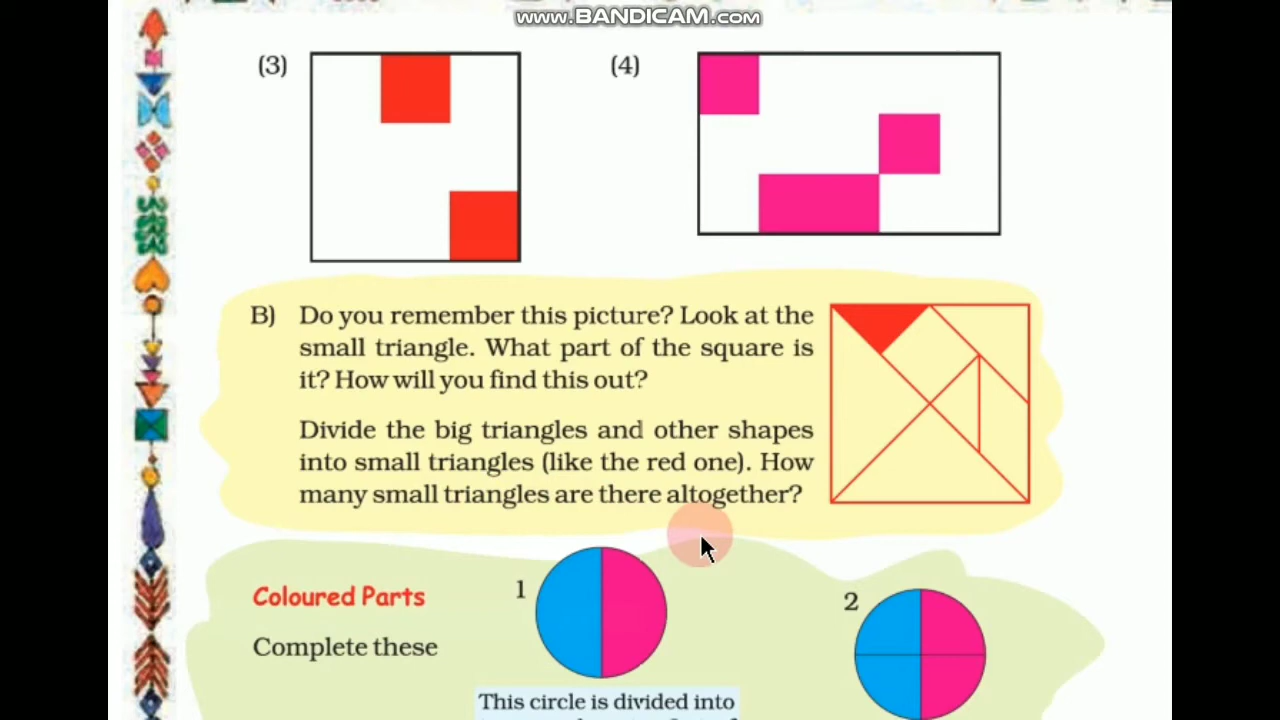 www.BANDICAM.com
(3)
(4)
B) Do you remember this picture? Look at the
small triangle. What part of the square is
it? How will you find this out?
Divide the big triangles and other shapes
into small triangles (like the red one). How
many small triangles are there altogether?
Coloured Parts
Complete these
1
2
This circle is divided into